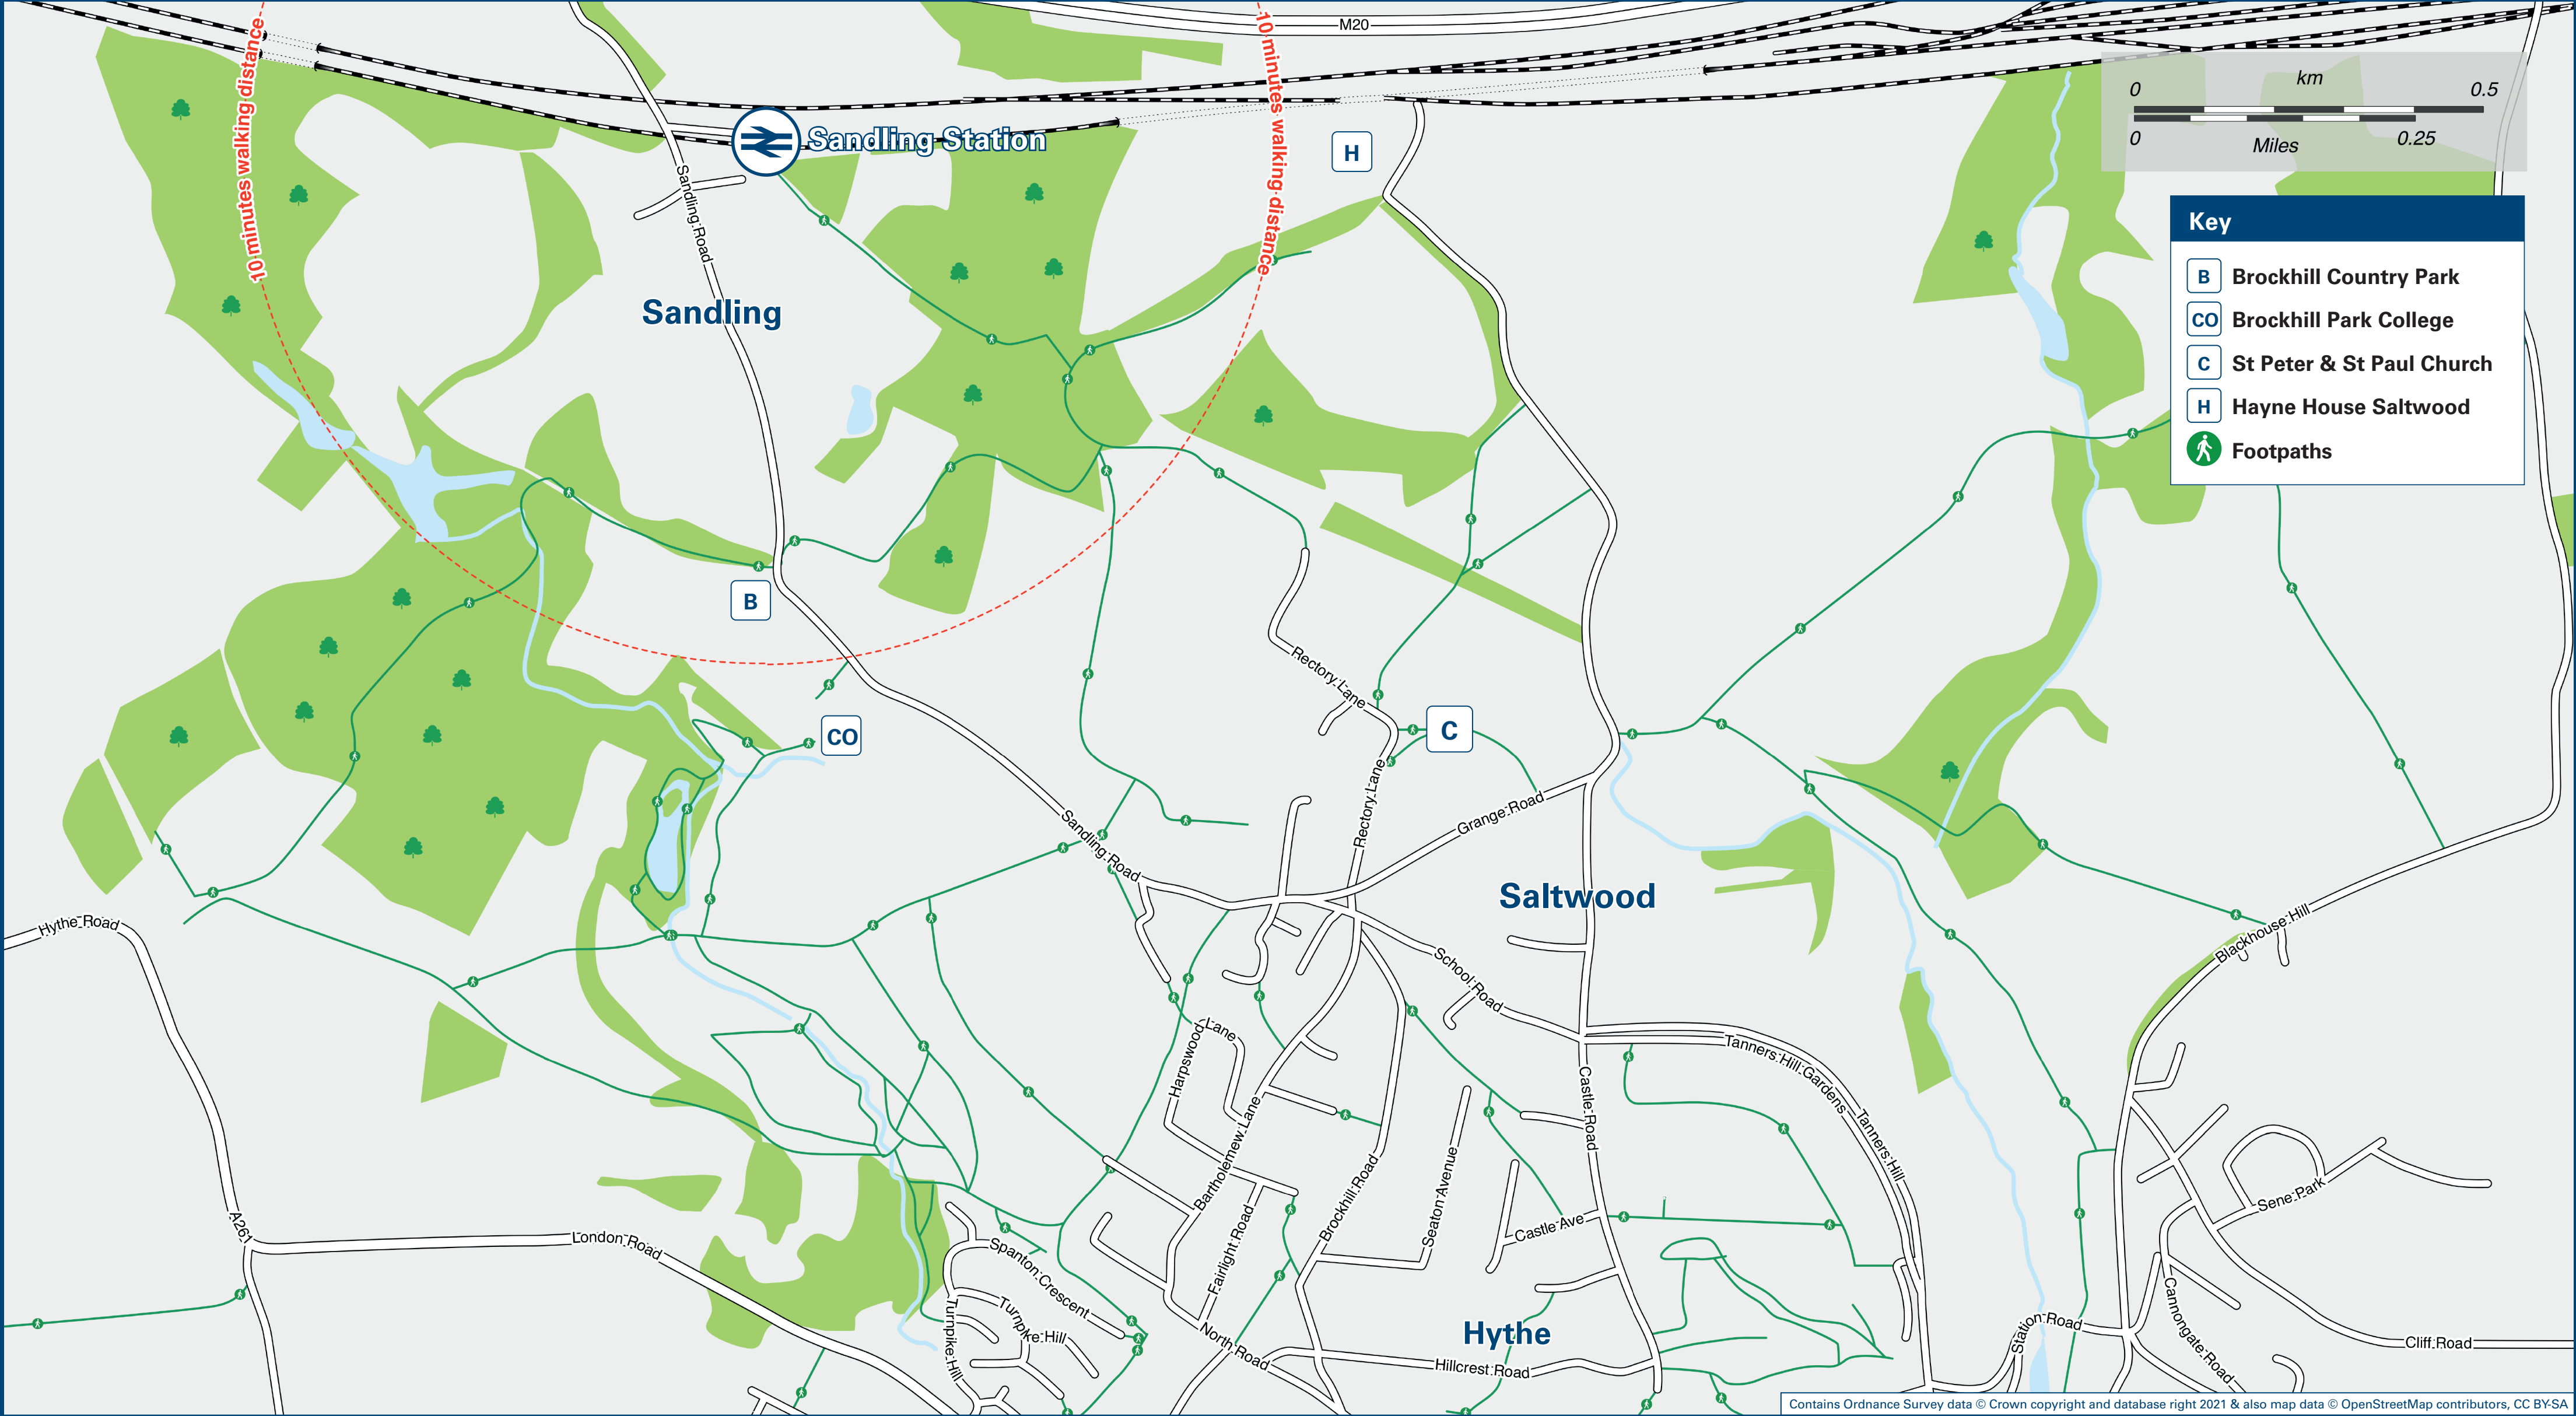 M20
10 minutes walking distance
10 minutes walking distance
km
0 0.5
0 0.25
Miles
Sandling Station
H
Sandling Road
Key
B Brockhill Country Park
CO Brockhill Park College
C St Peter & St Paul Church
H Hayne House Saltwood
Footpaths
Sandling
B
Rectory Lane
CO
C
Rectory Lane
Grange Road
Sandling Road
Saltwood
Hythe Road
Blackhouse Hill
School Road
Harpswood Lane
Tanners Hill Gardens
Tanners Hill
Castle Road
Bartholemew Lane
Brockhill Road
Seaton Avenue
Castle Ave
Sene Park
A261
London Road
Fairlight Road
Spanton Crescent
Turnpike Hill
Turnpke Hill
North Road
Hythe
Hillcrest Road
Station Road
Cannongate Road
Cliff Road
Contains Ordnance Survey data © Crown copyright and database right 2021 & also map data © OpenStreetMap contributors, CC BY-SA